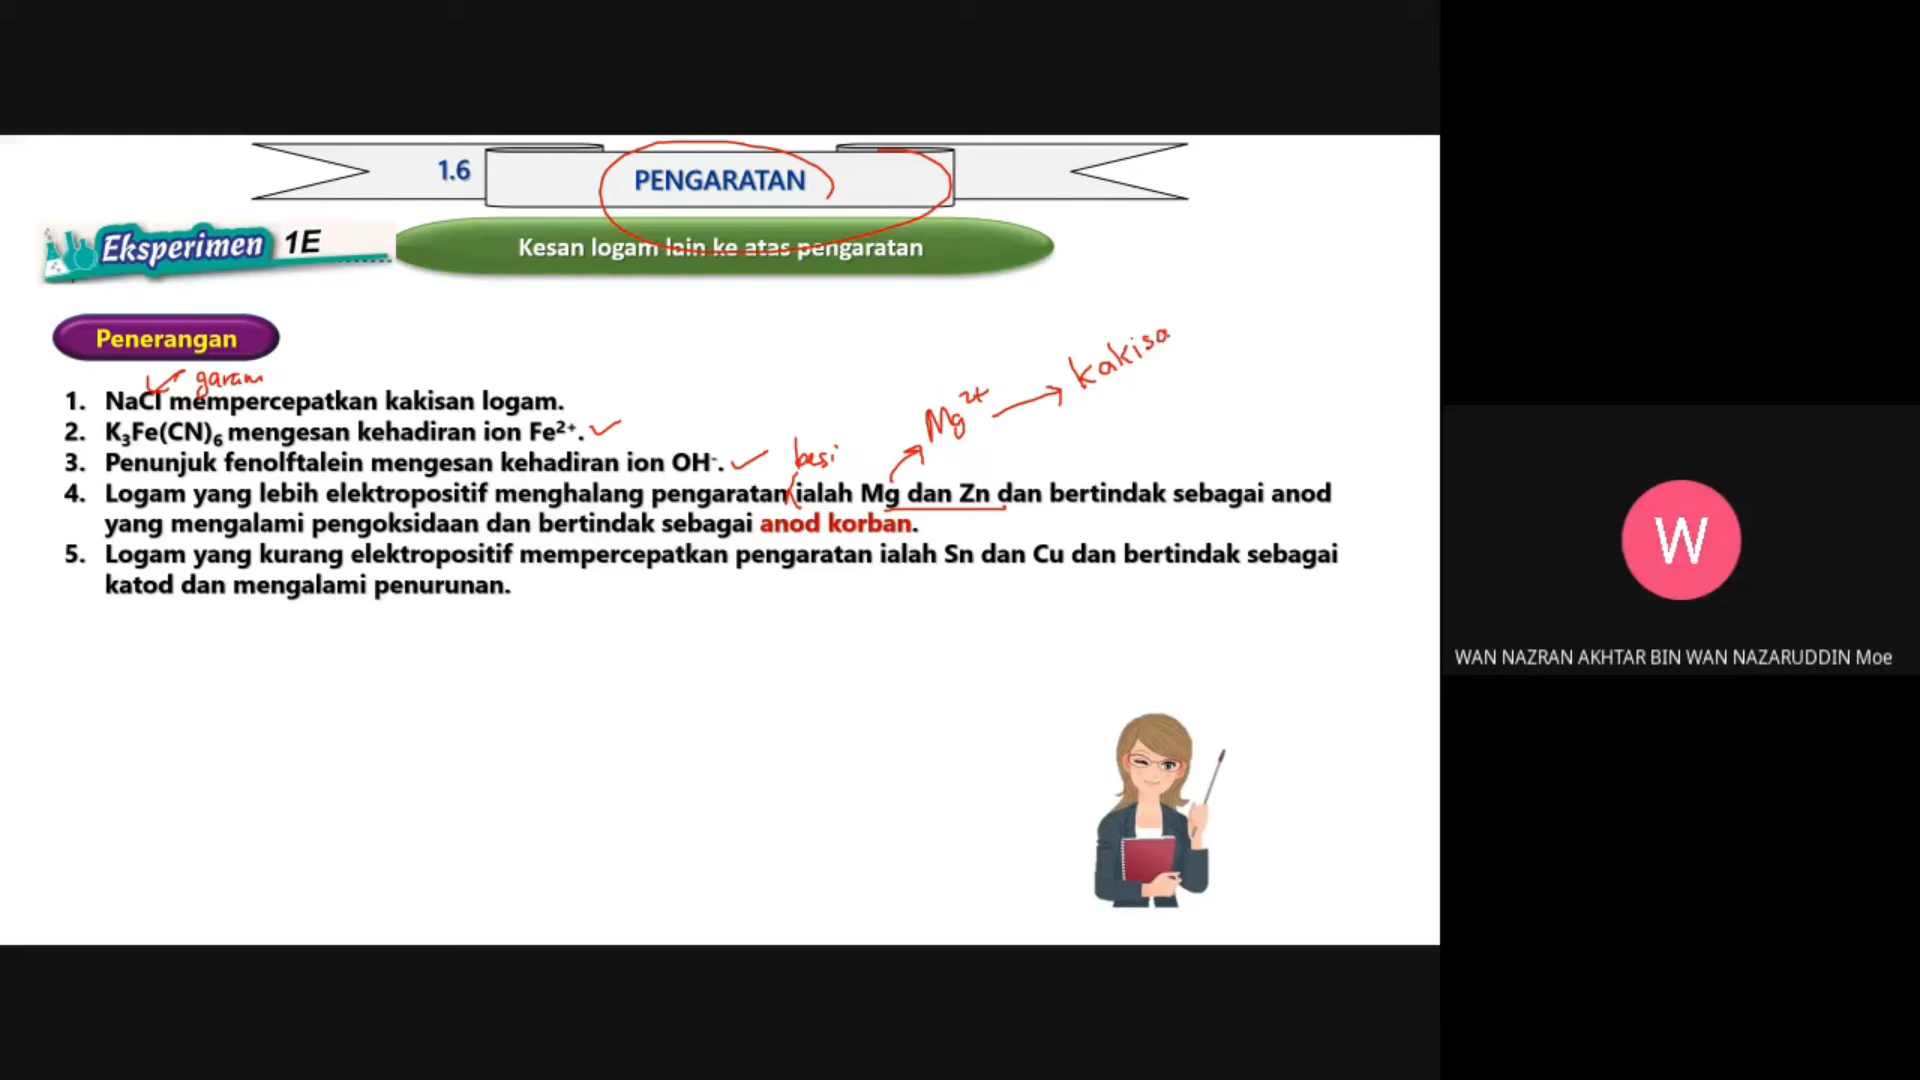 1.6
PENGARATAN
Eksperimen 1E
Kesan logam lain ke atas pengaratan
Penerangan
garam
kakisa
Mg²⁺
1. NaCl mempercepatkan kakisan logam.
2. K₃Fe(CN)₆ mengesan kehadiran ion Fe²⁺.
besi
3. Penunjuk fenolftalein mengesan kehadiran ion OH⁻.
4. Logam yang lebih elektropositif menghalang pengaratan ialah Mg dan Zn dan bertindak sebagai anod
yang mengalami pengoksidaan dan bertindak sebagai anod korban.
5. Logam yang kurang elektropositif mempercepatkan pengaratan ialah Sn dan Cu dan bertindak sebagai
katod dan mengalami penurunan.
W
WAN NAZRAN AKHTAR BIN WAN NAZARUDDIN Moe